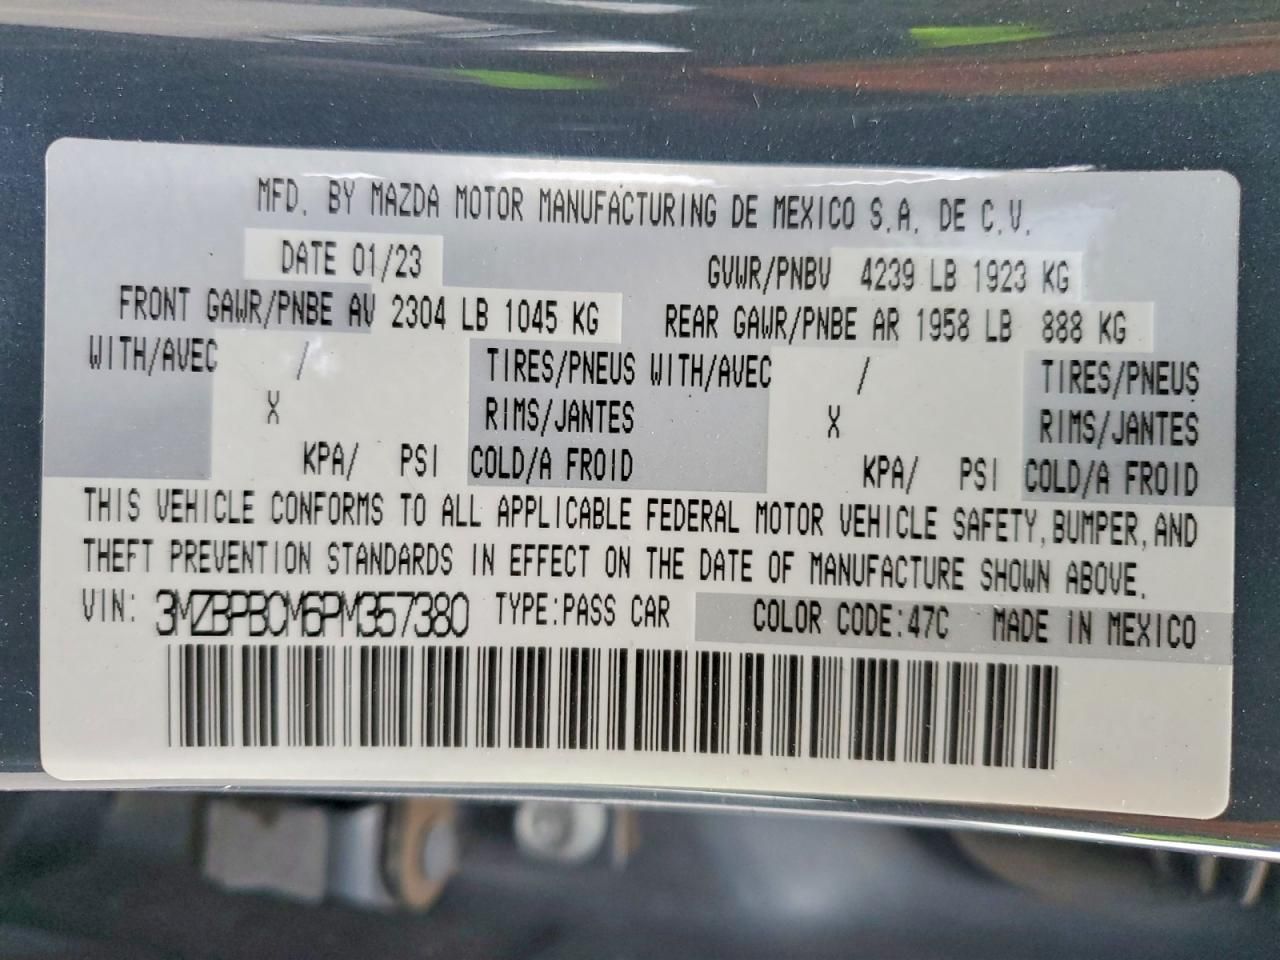 MFD. BY MAZDA MOTOR MANUFACTURING DE MEXICO S.A. DE C.V.
DATE 01/23 GVWR/PNBV 4239 LB 1923 KG
FRONT GAWR/PNBE AV 2304 LB 1045 KG REAR GAWR/PNBE AR 1958 LB 888 KG
WITH/AVEC / TIRES/PNEUS WITH/AVEC / TIRES/PNEUS
X RIMS/JANTES X RIMS/JANTES
KPA/ PSI COLD/A FROID KPA/ PSI COLD/A FROID
THIS VEHICLE CONFORMS TO ALL APPLICABLE FEDERAL MOTOR VEHICLE SAFETY, BUMPER, AND
THEFT PREVENTION STANDARDS IN EFFECT ON THE DATE OF MANUFACTURE SHOWN ABOVE.
VIN: 3MZBPBCM6PM357380 TYPE:PASS CAR COLOR CODE:47C MADE IN MEXICO